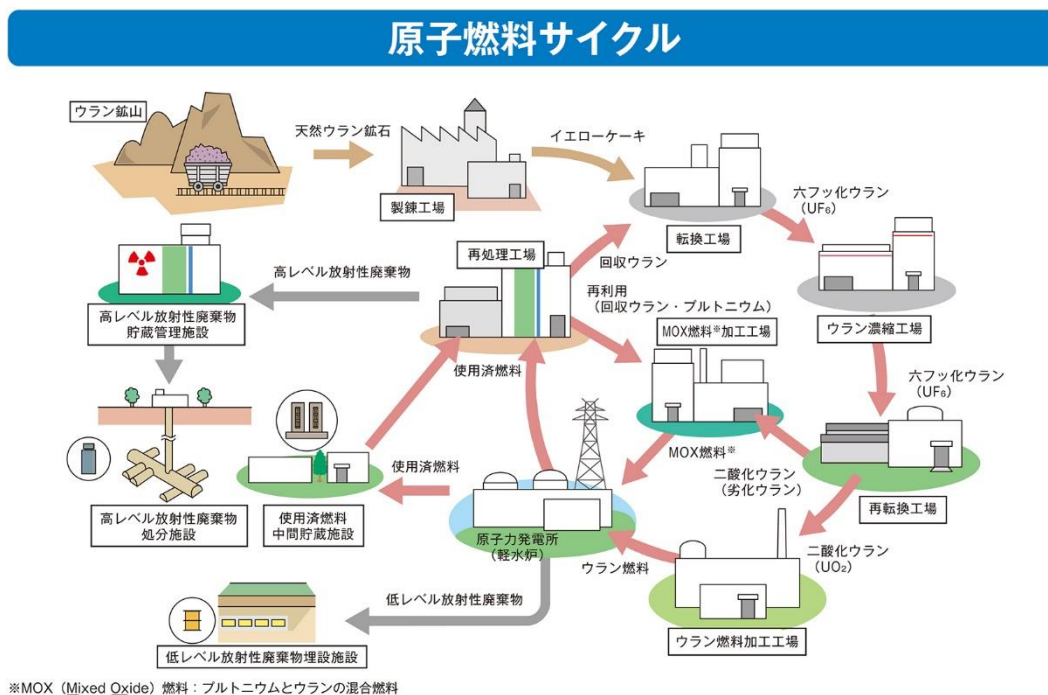 原子燃料サイクル
ウラン鉱山
天然ウラン鉱石
製錬工場
イエローケーキ
転換工場
六フッ化ウラン
（UF₆）
ウラン濃縮工場
六フッ化ウラン
（UF₆）
再転換工場
二酸化ウラン
（劣化ウラン）
二酸化ウラン
（UO₂）
ウラン燃料加工工場
ウラン燃料
原子力発電所
（軽水炉）
MOX燃料※加工工場
MOX燃料※
再処理工場
回収ウラン
再利用
（回収ウラン・プルトニウム）
使用済燃料
使用済燃料
使用済燃料
中間貯蔵施設
高レベル放射性廃棄物
高レベル放射性廃棄物
貯蔵管理施設
高レベル放射性廃棄物
処分施設
低レベル放射性廃棄物
低レベル放射性廃棄物埋設施設
※MOX（Mixed Oxide）燃料：プルトニウムとウランの混合燃料